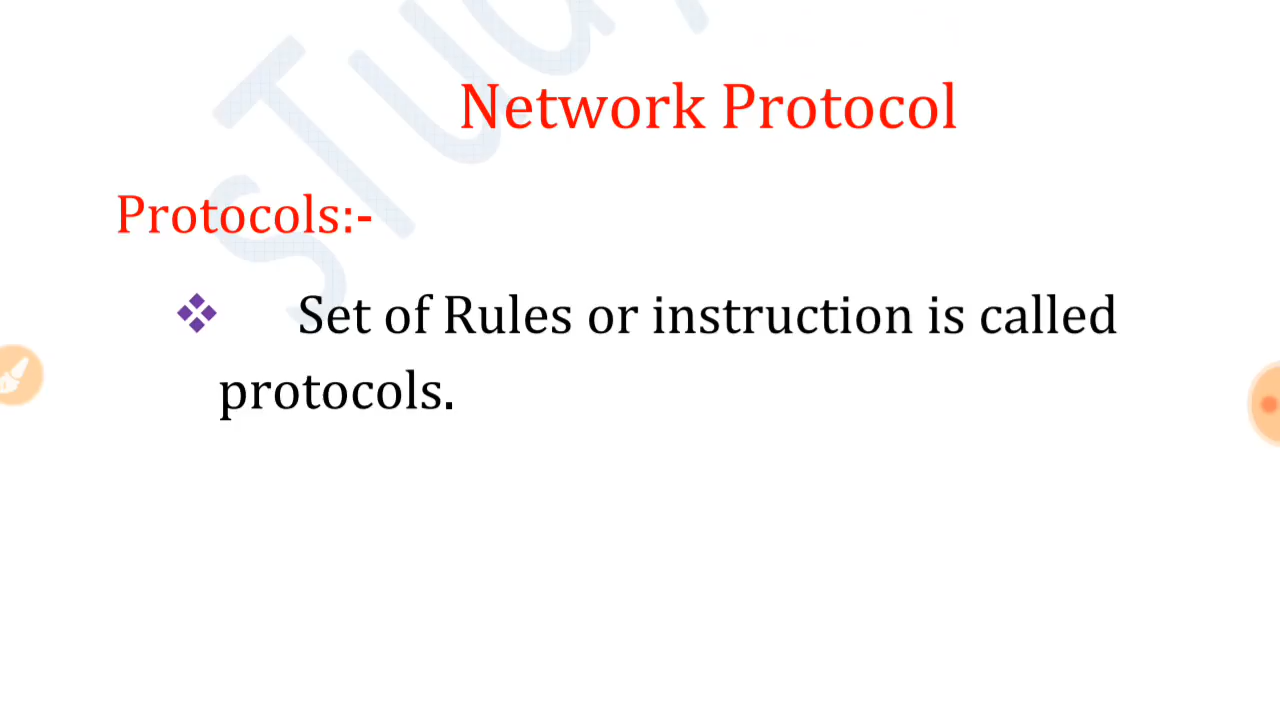 Network Protocol
Protocols:-
❖ Set of Rules or instruction is called
protocols.